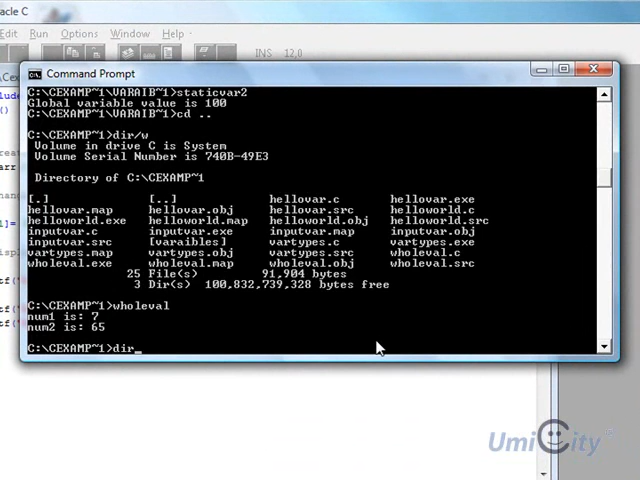 acle C
Edit Run Options Window Help
INS 12,0
Command Prompt
C:\CEXAMP~1\VARAIB~1>staticvar2
Global variable value is 100
C:\CEXAMP~1\VARAIB~1>cd ..
C:\CEXAMP~1>dir/w
Volume in drive C is System
Volume Serial Number is 740B-49E3
Directory of C:\CEXAMP~1
[.] [..] hellovar.c hellovar.exe
hellovar.map hellovar.obj hellovar.src helloworld.c
helloworld.exe helloworld.map helloworld.obj helloworld.src
inputvar.c inputvar.exe inputvar.map inputvar.obj
inputvar.src [varaibles] vartypes.c vartypes.exe
vartypes.map vartypes.obj vartypes.src wholeval.c
wholeval.exe wholeval.map wholeval.obj wholeval.src
25 File(s) 91,904 bytes
3 Dir(s) 100,832,739,328 bytes free
C:\CEXAMP~1>wholeval
num1 is: 7
num2 is: 65
C:\CEXAMP~1>dir_
UmiCity